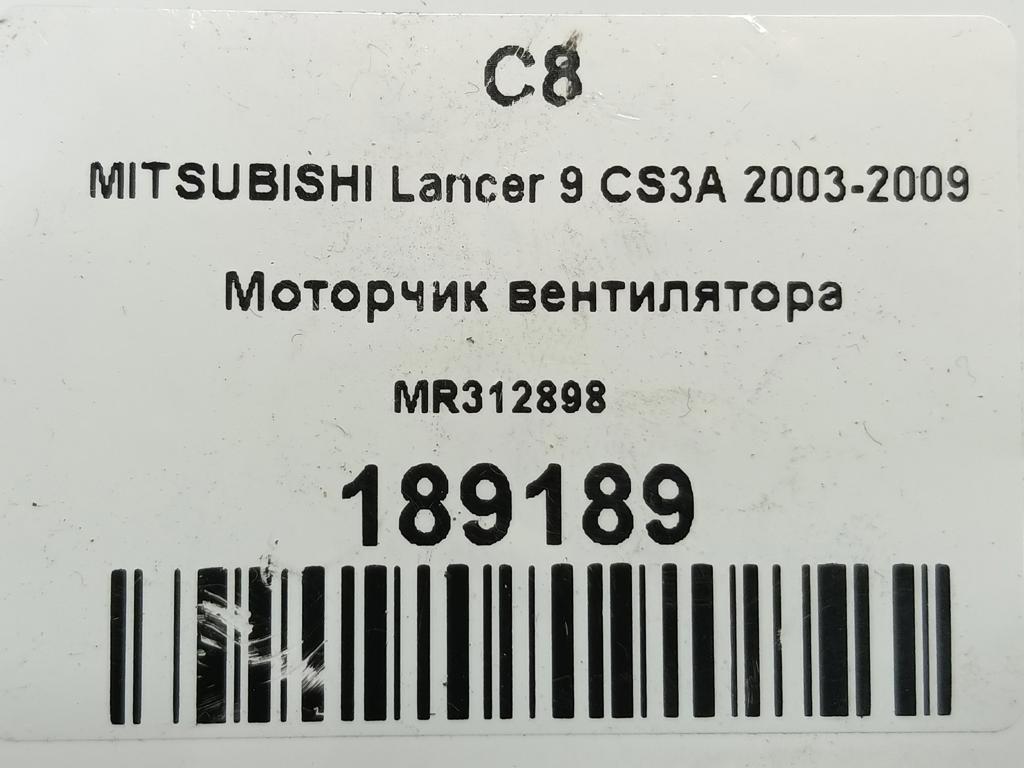 C8
MITSUBISHI Lancer 9 CS3A 2003-2009
Моторчик вентилятора
MR312898
189189